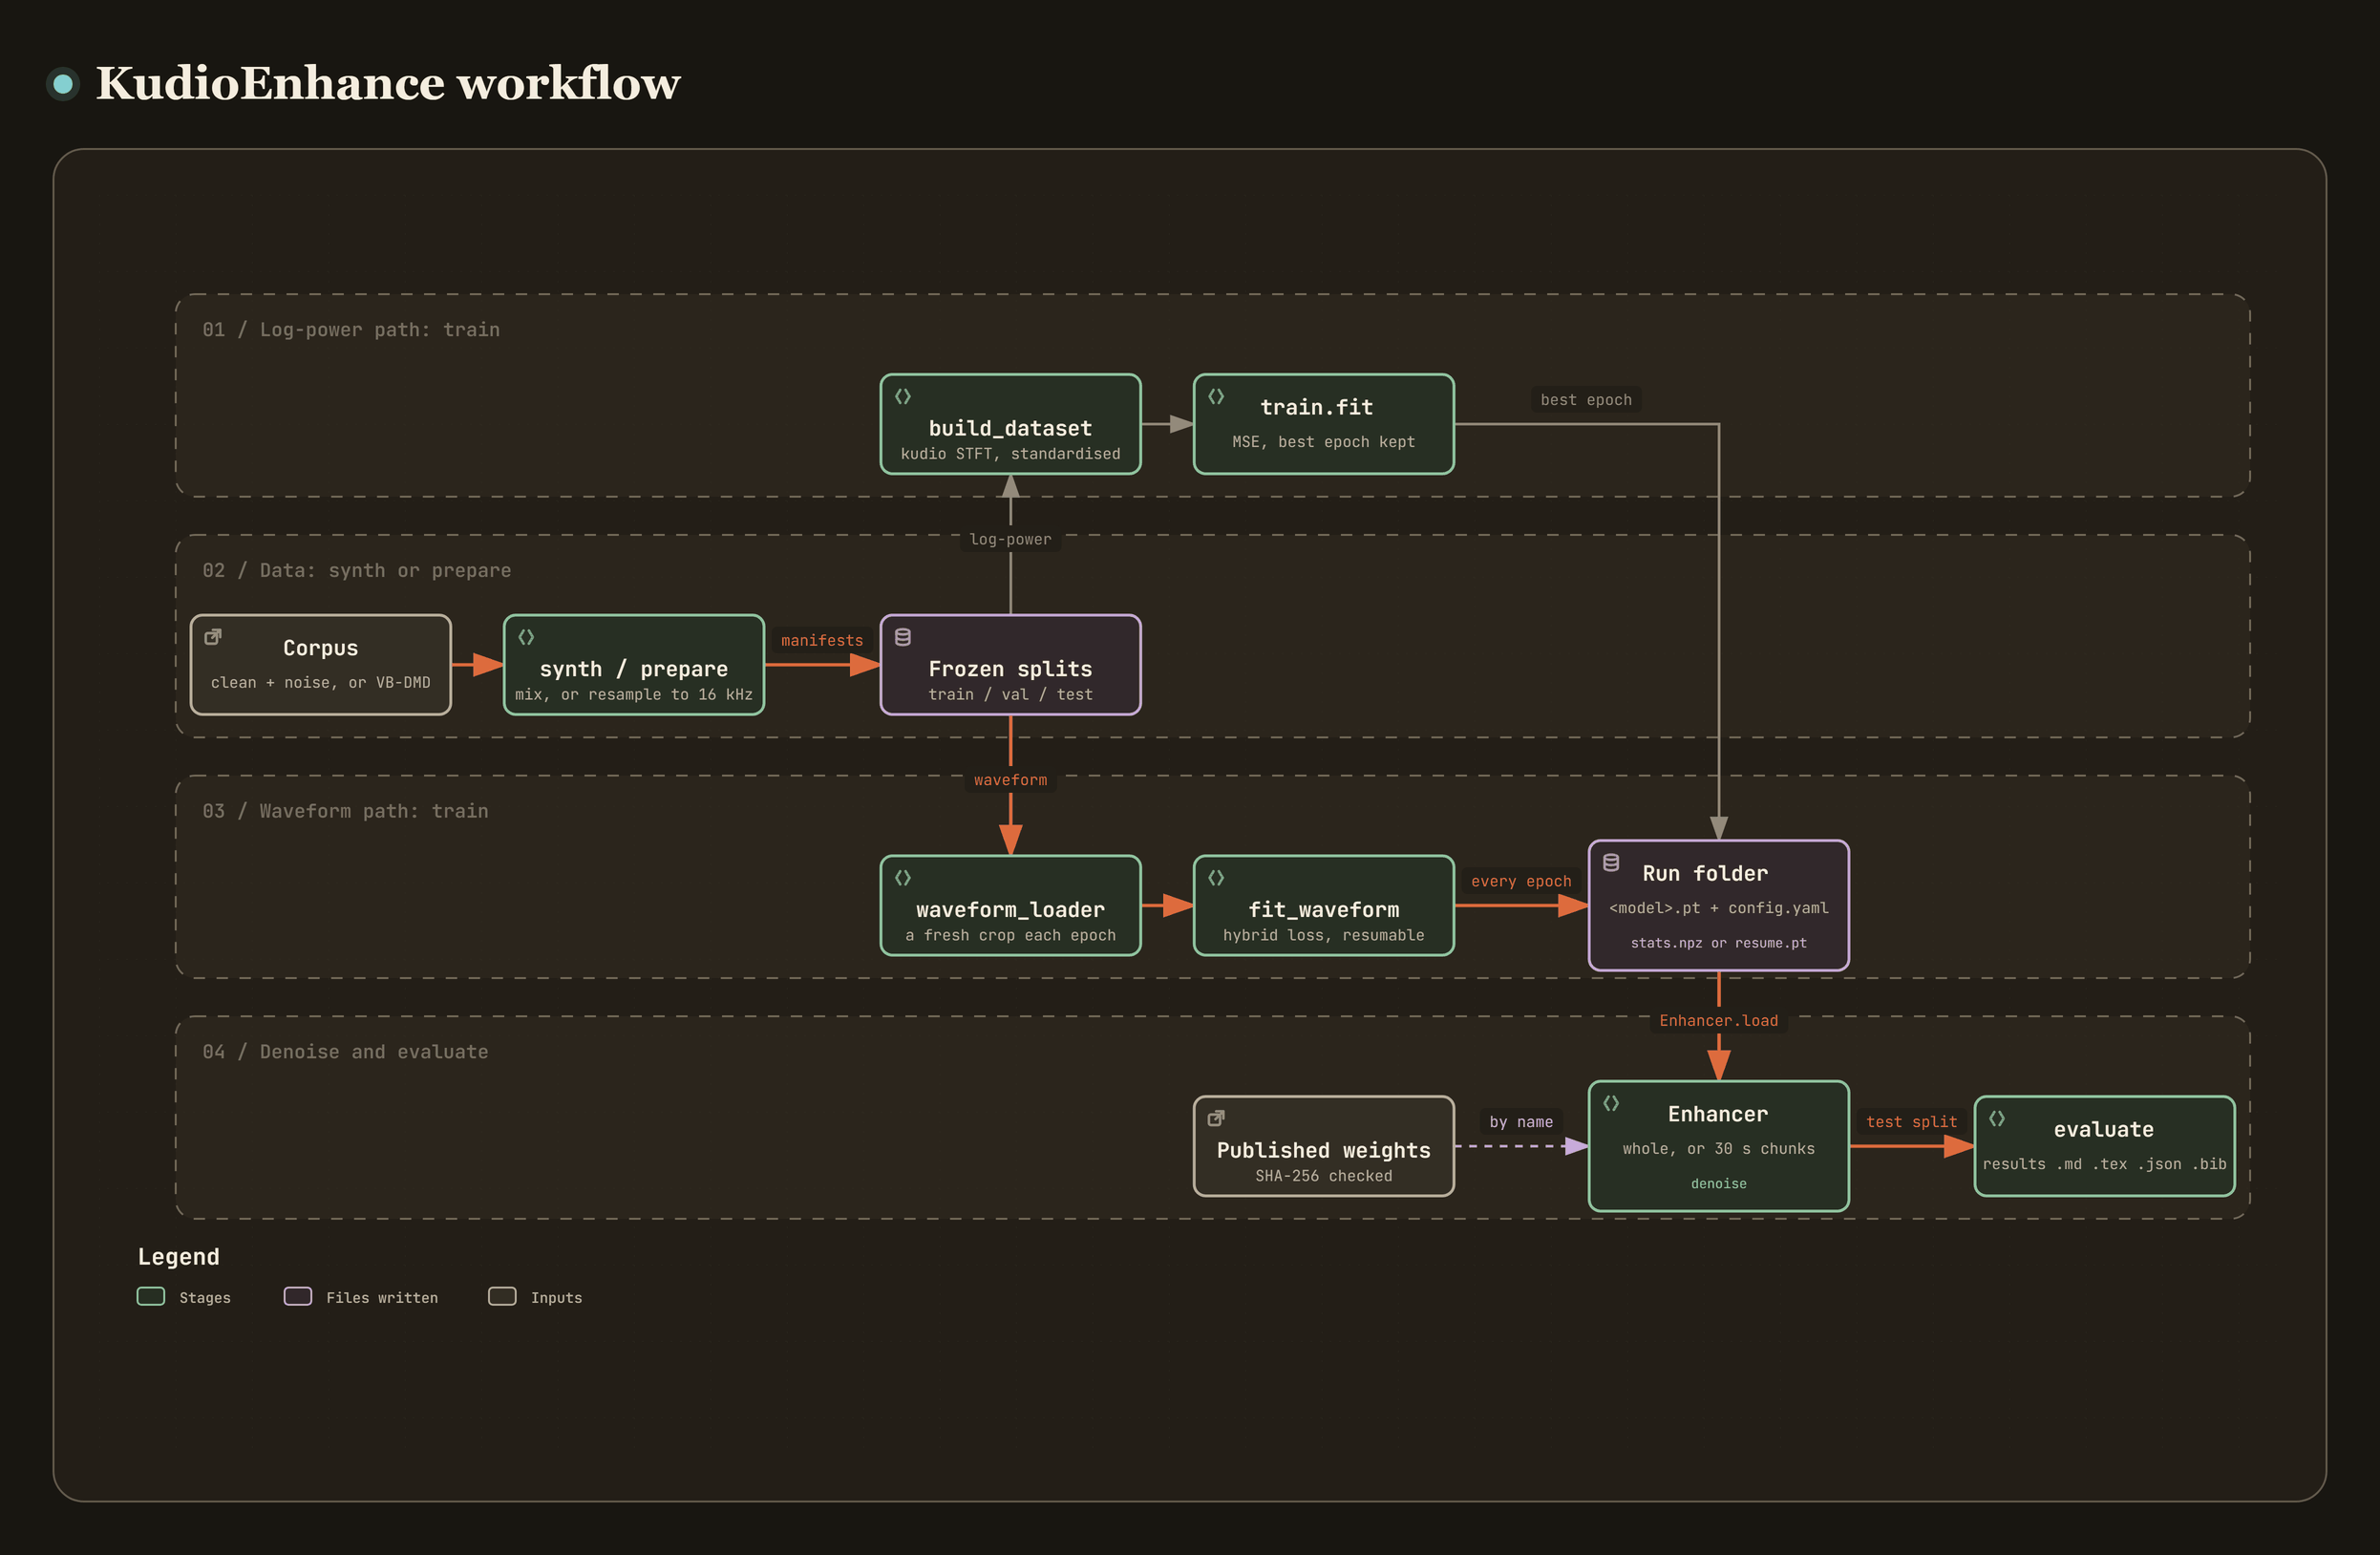 KudioEnhance workflow
01 / Log-power path: train
build_dataset
kudio STFT, standardised
train.fit
MSE, best epoch kept
best epoch
log-power
02 / Data: synth or prepare
Corpus
clean + noise, or VB-DMD
synth / prepare
mix, or resample to 16 kHz
manifests
Frozen splits
train / val / test
waveform
03 / Waveform path: train
waveform_loader
a fresh crop each epoch
fit_waveform
hybrid loss, resumable
every epoch
Run folder
<model>.pt + config.yaml
stats.npz or resume.pt
Enhancer.load
04 / Denoise and evaluate
Published weights
SHA-256 checked
by name
Enhancer
whole, or 30 s chunks
denoise
test split
evaluate
results .md .tex .json .bib
Legend
Stages
Files written
Inputs